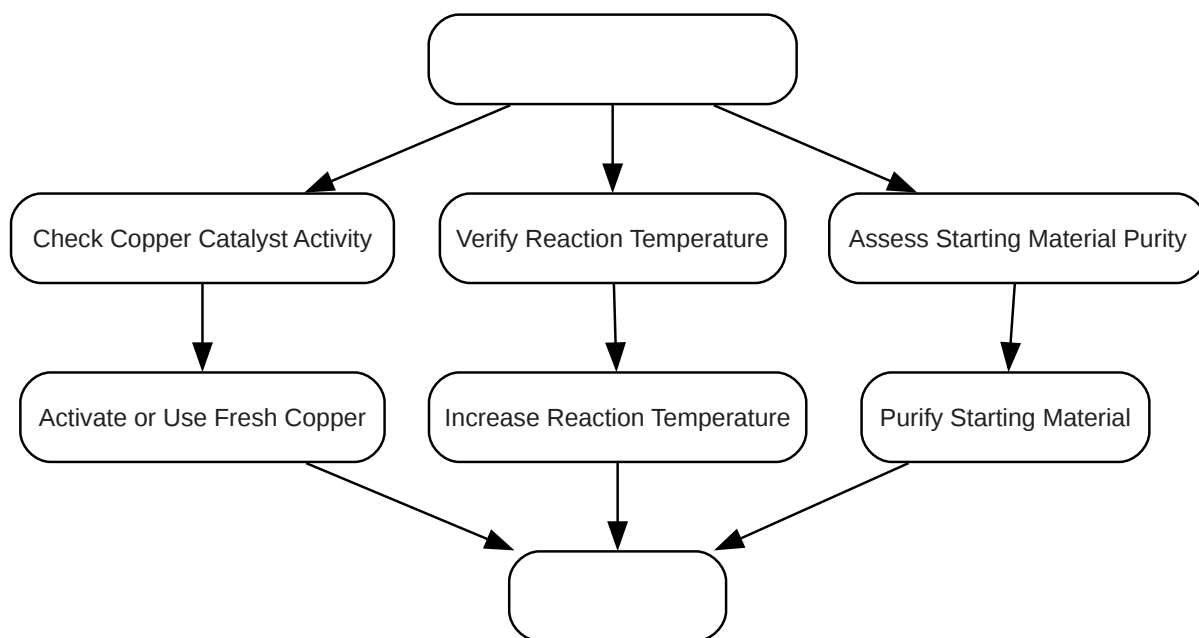 Check Copper Catalyst Activity
Verify Reaction Temperature
Assess Starting Material Purity
Activate or Use Fresh Copper
Increase Reaction Temperature
Purify Starting Material